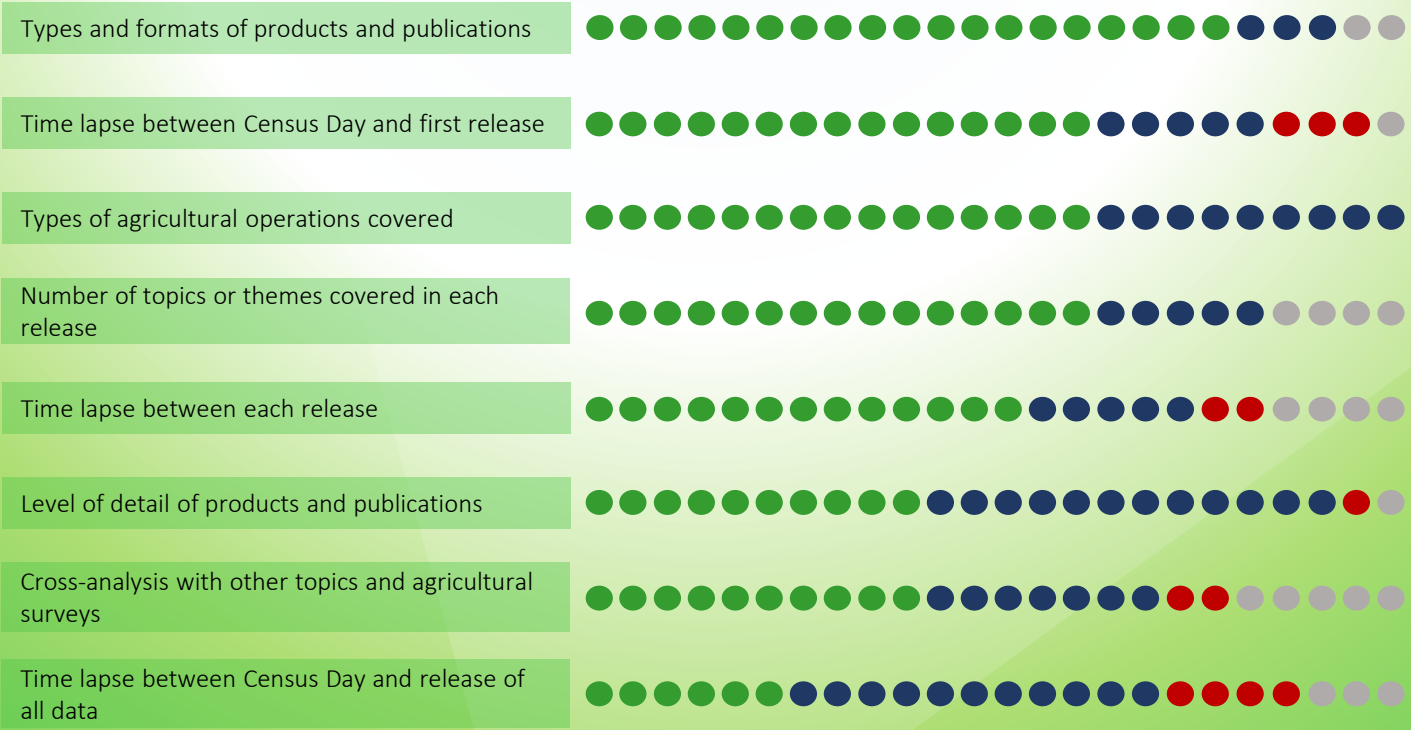 Types and formats of products and publications
Time lapse between Census Day and first release
Types of agricultural operations covered
Number of topics or themes covered in each
release
Time lapse between each release
Level of detail of products and publications
Cross-analysis with other topics and agricultural
surveys
Time lapse between Census Day and release of
all data